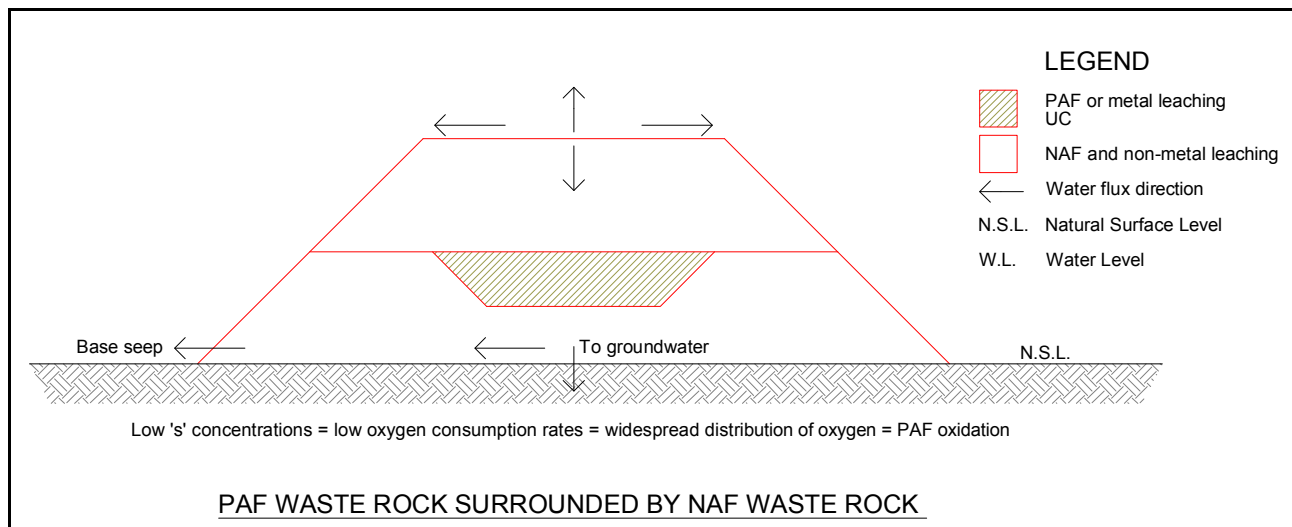 LEGEND
PAF or metal leaching
UC
NAF and non-metal leaching
Water flux direction
N.S.L. Natural Surface Level
W.L. Water Level
Base seep
To groundwater
N.S.L.
Low 's' concentrations = low oxygen consumption rates = widespread distribution of oxygen = PAF oxidation
PAF WASTE ROCK SURROUNDED BY NAF WASTE ROCK